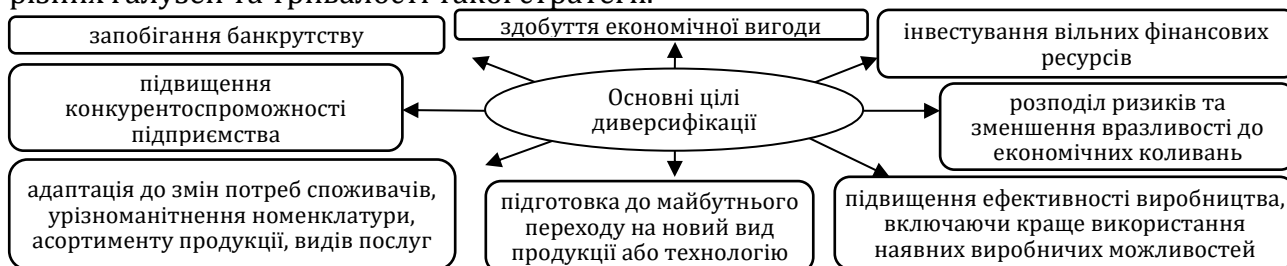 різних галузей та тривалості такої стратегії.
запобігання банкрутству
здобуття економічної вигоди
інвестування вільних фінансових
ресурсів
підвищення
конкурентоспроможності
підприємства
Основні цілі
диверсифікації
розподіл ризиків та
зменшення вразливості до
економічних коливань
адаптація до змін потреб споживачів,
урізноманітнення номенклатури,
асортименту продукції, видів послуг
підготовка до майбутнього
переходу на новий вид
продукції або технологію
підвищення ефективності виробництва,
включаючи краще використання
наявних виробничих можливостей